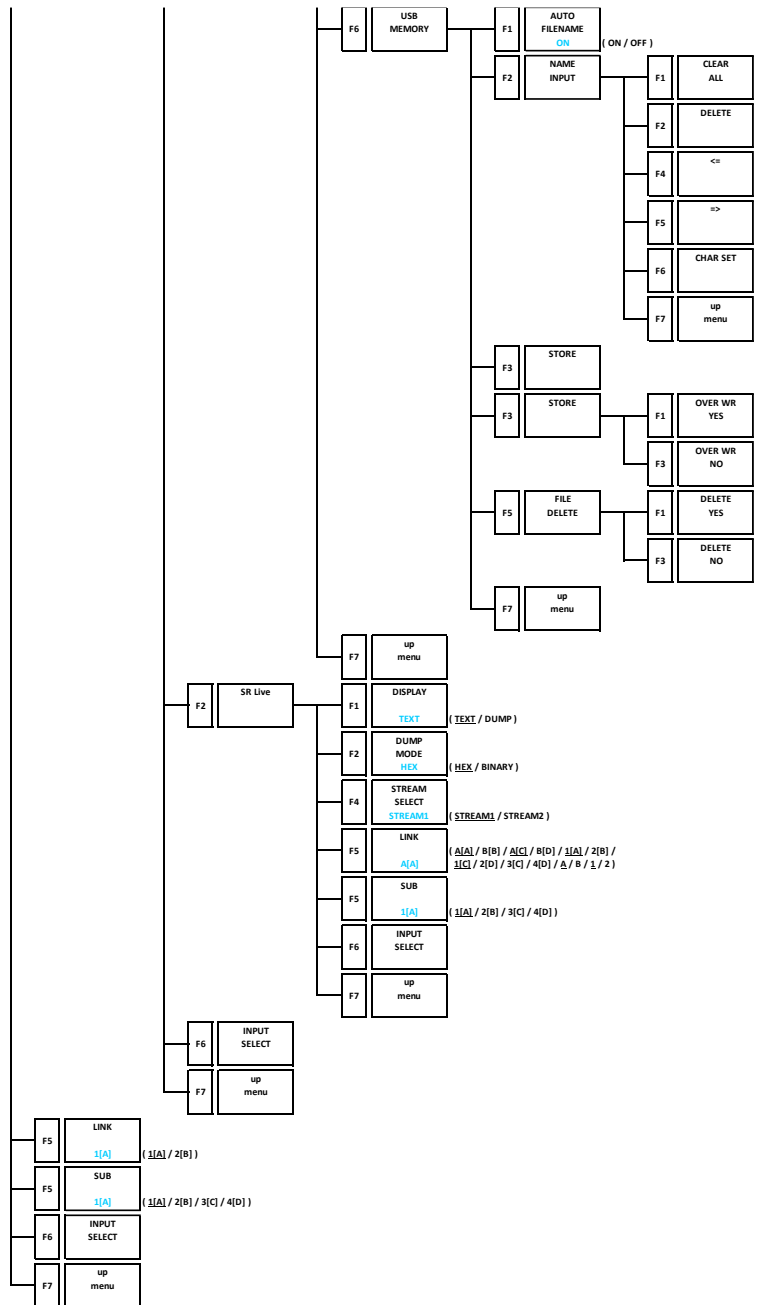 F6 USB MEMORY
F1 AUTO FILENAME ON ( ON / OFF )
F2 NAME INPUT
F1 CLEAR ALL
F2 DELETE
F4 <=
F5 =>
F6 CHAR SET
F7 up menu
F3 STORE
F3 STORE
F1 OVER WR YES
F3 OVER WR NO
F5 FILE DELETE
F1 DELETE YES
F3 DELETE NO
F7 up menu
F7 up menu
F2 SR Live
F1 DISPLAY TEXT ( TEXT / DUMP )
F2 DUMP MODE HEX ( HEX / BINARY )
F4 STREAM SELECT STREAM1 ( STREAM1 / STREAM2 )
F5 LINK A[A] ( A[A] / B[B] / A[C] / B[D] / 1[A] / 2[B] /
1[C] / 2[D] / 3[C] / 4[D] / A / B / 1 / 2 )
F5 SUB 1[A] ( 1[A] / 2[B] / 3[C] / 4[D] )
F6 INPUT SELECT
F7 up menu
F6 INPUT SELECT
F7 up menu
F5 LINK 1[A] ( 1[A] / 2[B] )
F5 SUB 1[A] ( 1[A] / 2[B] / 3[C] / 4[D] )
F6 INPUT SELECT
F7 up menu